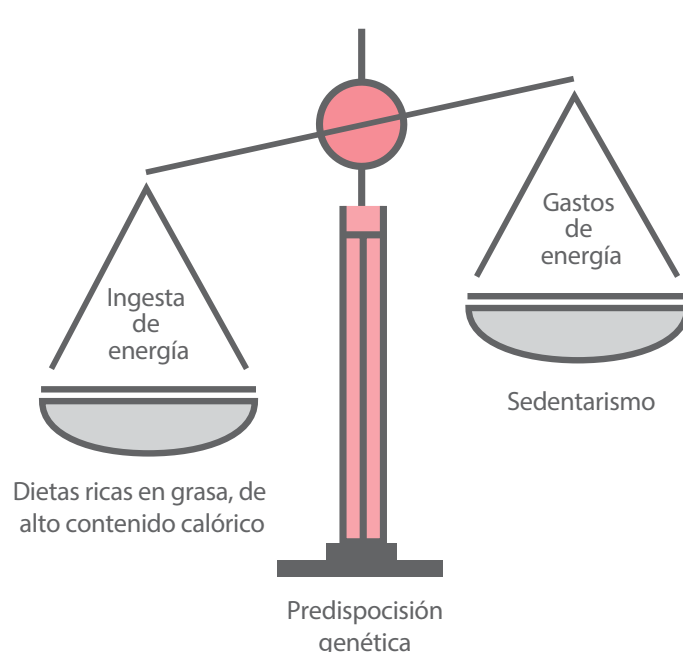 Gastos
de
energía
Ingesta
de
energía
Sedentarismo
Dietas ricas en grasa, de
alto contenido calórico
Predispocisión
genética